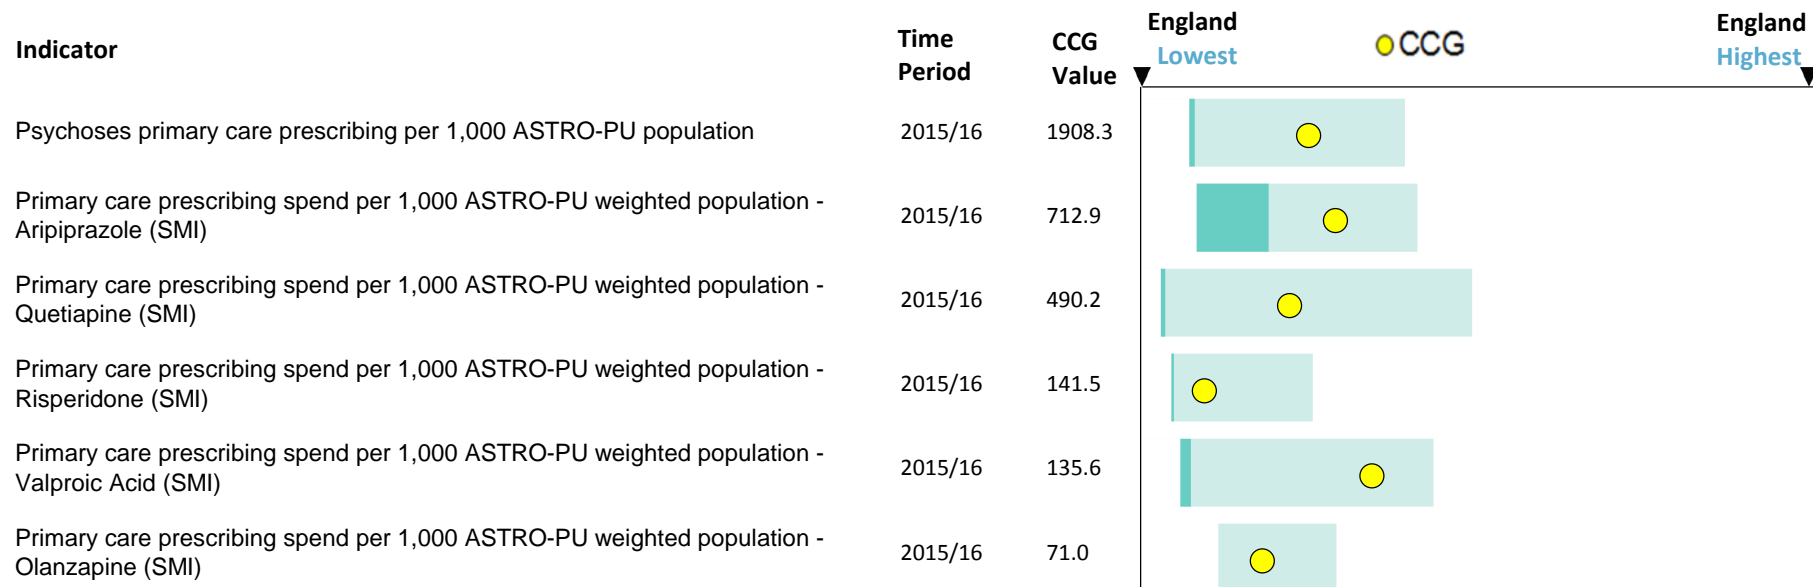 Indicator
Time Period
CCG Value
England Lowest
CCG
England Highest
Psychoses primary care prescribing per 1,000 ASTRO-PU population 2015/16 1908.3
Primary care prescribing spend per 1,000 ASTRO-PU weighted population -
Aripiprazole (SMI) 2015/16 712.9
Primary care prescribing spend per 1,000 ASTRO-PU weighted population -
Quetiapine (SMI) 2015/16 490.2
Primary care prescribing spend per 1,000 ASTRO-PU weighted population -
Risperidone (SMI) 2015/16 141.5
Primary care prescribing spend per 1,000 ASTRO-PU weighted population -
Valproic Acid (SMI) 2015/16 135.6
Primary care prescribing spend per 1,000 ASTRO-PU weighted population -
Olanzapine (SMI) 2015/16 71.0